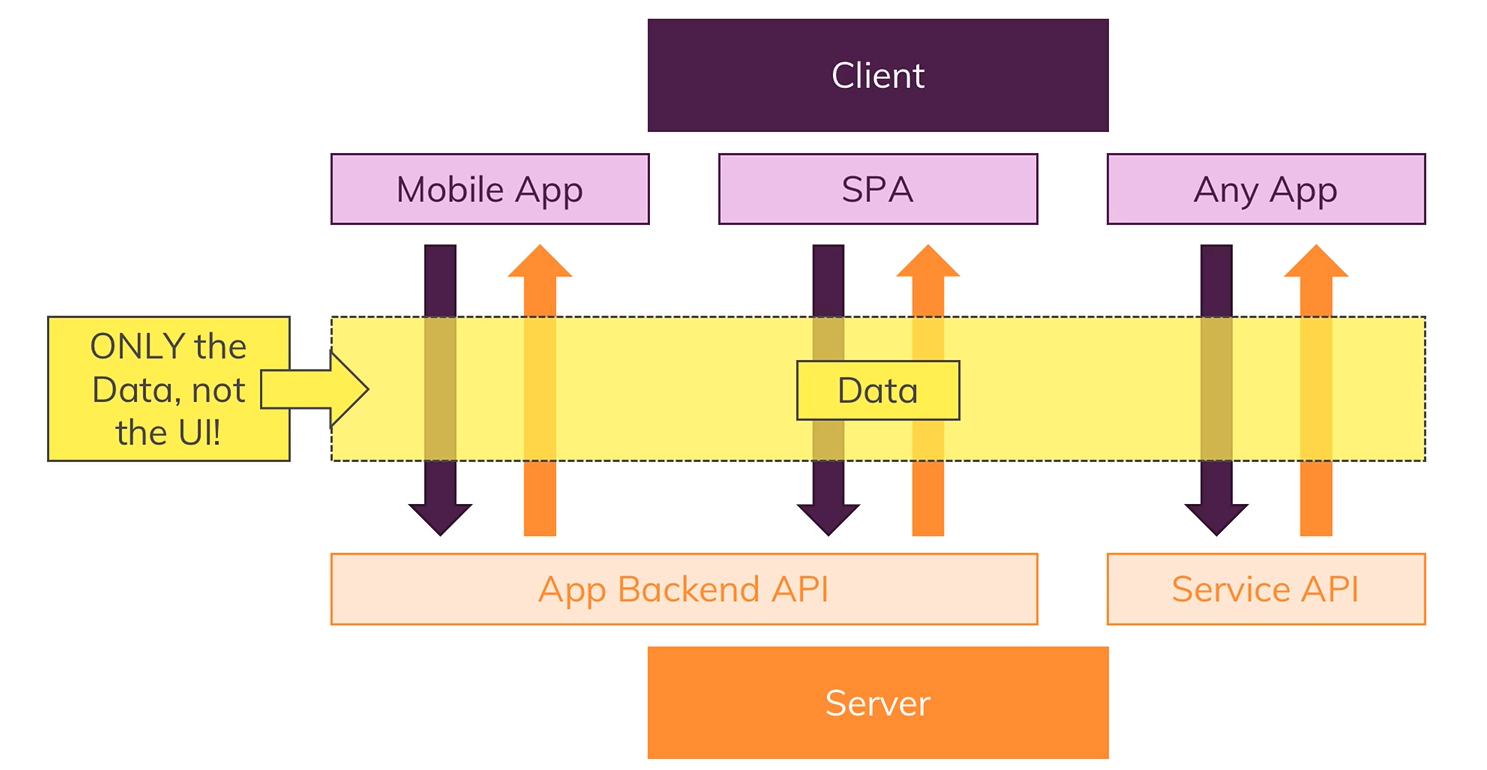 Client
Mobile App
SPA
Any App
ONLY the
Data, not
the UI!
Data
App Backend API
Service API
Server